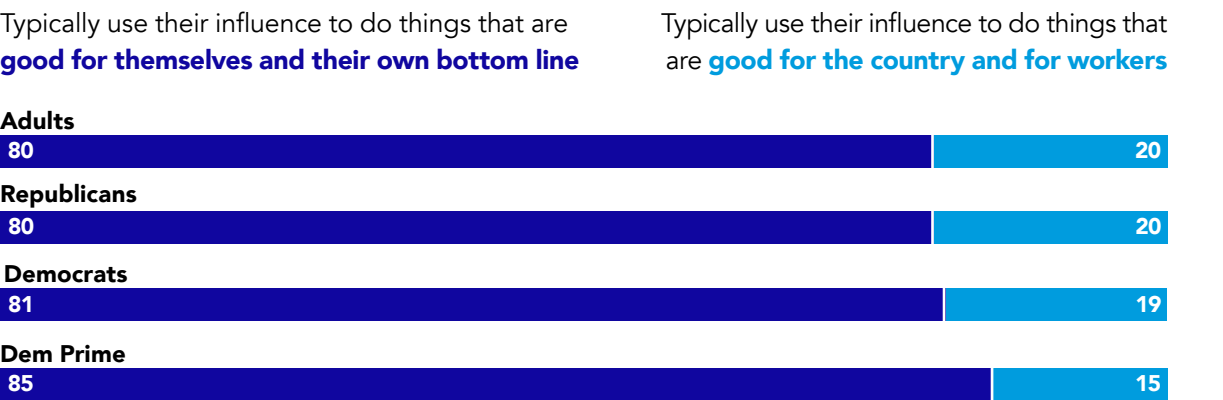 Typically use their influence to do things that are
good for themselves and their own bottom line
Typically use their influence to do things that
are good for the country and for workers
Adults
80 20
Republicans
80 20
Democrats
81 19
Dem Prime
85 15